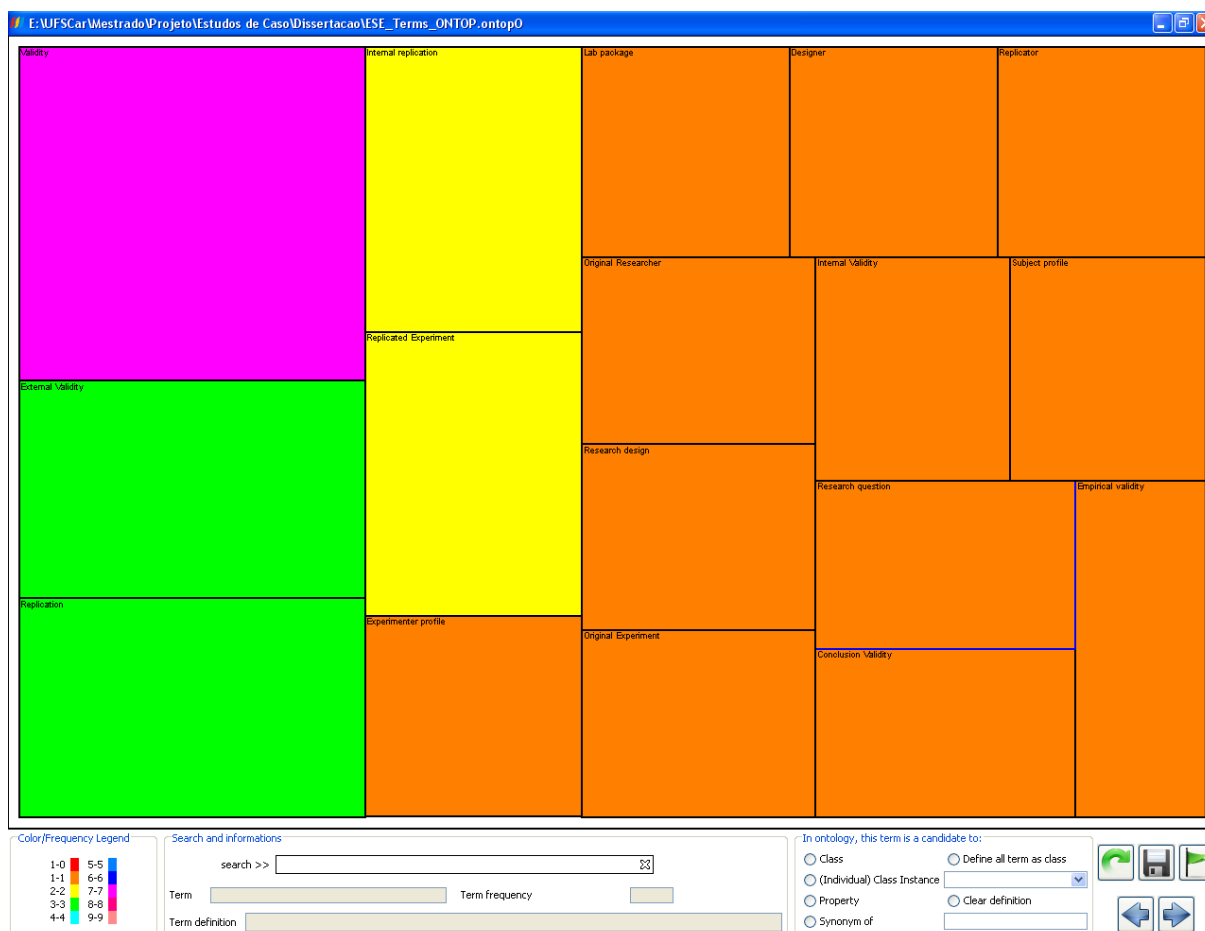 E:\UFSCar\Mestrado\Projeto\Estudos de Caso\Dissertacao\ESE_Terms_ONTOP.ontopO
Validity
Internal replication
Lab package
Designer
Replicator
Original Researcher
Internal Validity
Subject profile
Replicated Experiment
External Validity
Research design
Research question
Empirical validity
Replication
Experimenter profile
Original Experiment
Conclusion Validity
Color/Frequency Legend
1-0 5-5
1-1 6-6
2-2 7-7
3-3 8-8
4-4 9-9
Search and informations
search >>
Term
Term frequency
Term definition
In ontology, this term is a candidate to:
Class
Define all term as class
(Individual) Class Instance
Property
Clear definition
Synonym of